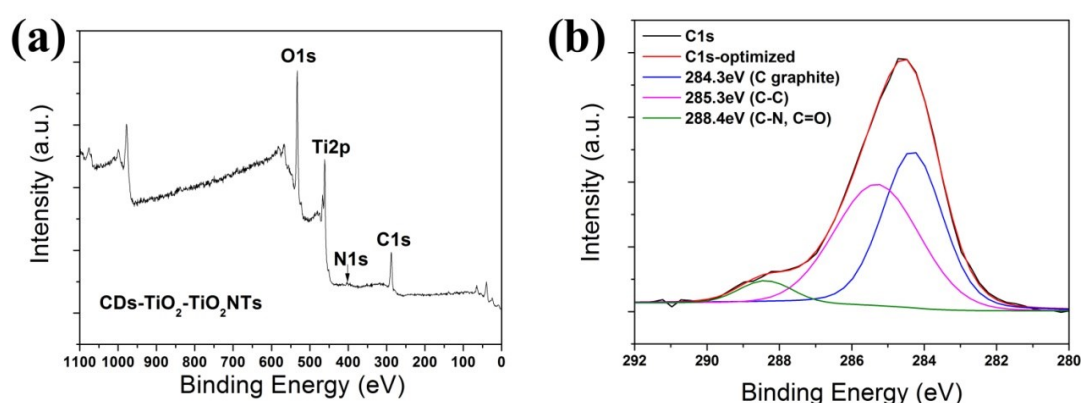 (a)
O1s
Ti2p
N1s
C1s
CDs-TiO₂-TiO₂NTs
Intensity (a.u.)
1100 1000 900 800 700 600 500 400 300 200 100 0
Binding Energy (eV)
(b)
C1s
C1s-optimized
284.3eV (C graphite)
285.3eV (C-C)
288.4eV (C-N, C=O)
Intensity (a.u.)
292 290 288 286 284 282 280
Binding Energy (eV)